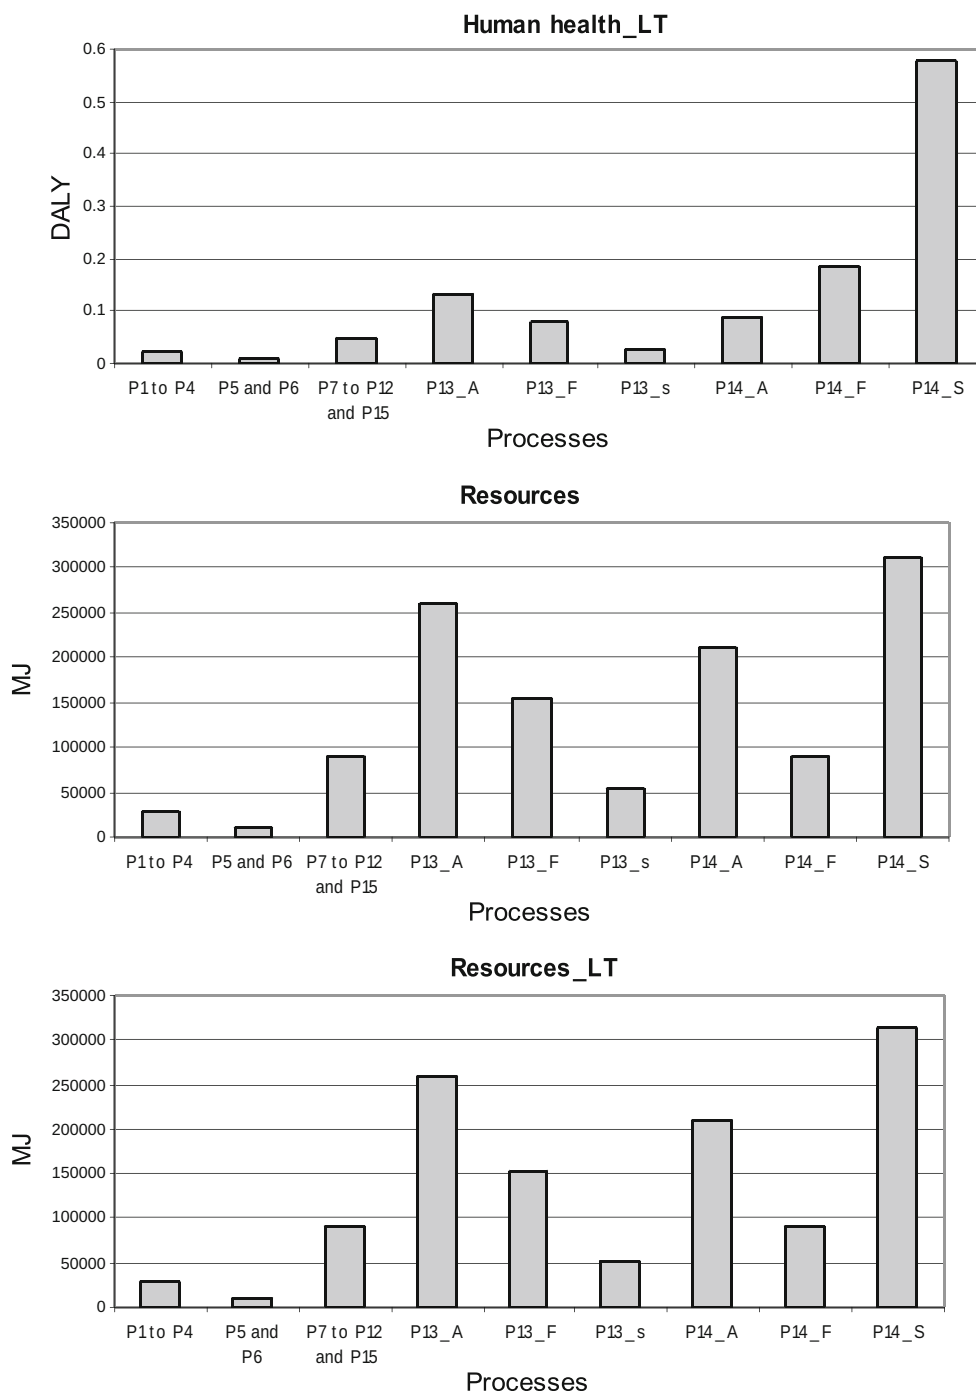 Human health_LT
0.6
0.5
0.4
0.3
0.2
0.1
0
DALY
P1 to P4 P5 and P6 P7 to P12 P13_A P13_F P13_s P14_A P14_F P14_S
and P15
Processes
Resources
350000
300000
250000
200000
150000
100000
50000
0
MJ
P1 to P4 P5 and P6 P7 to P12 P13_A P13_F P13_s P14_A P14_F P14_S
and P15
Processes
Resources_LT
350000
300000
250000
200000
150000
100000
50000
0
MJ
P1 to P4 P5 and P7 to P12 P13_A P13_F P13_s P14_A P14_F P14_S
P6 and P15
Processes